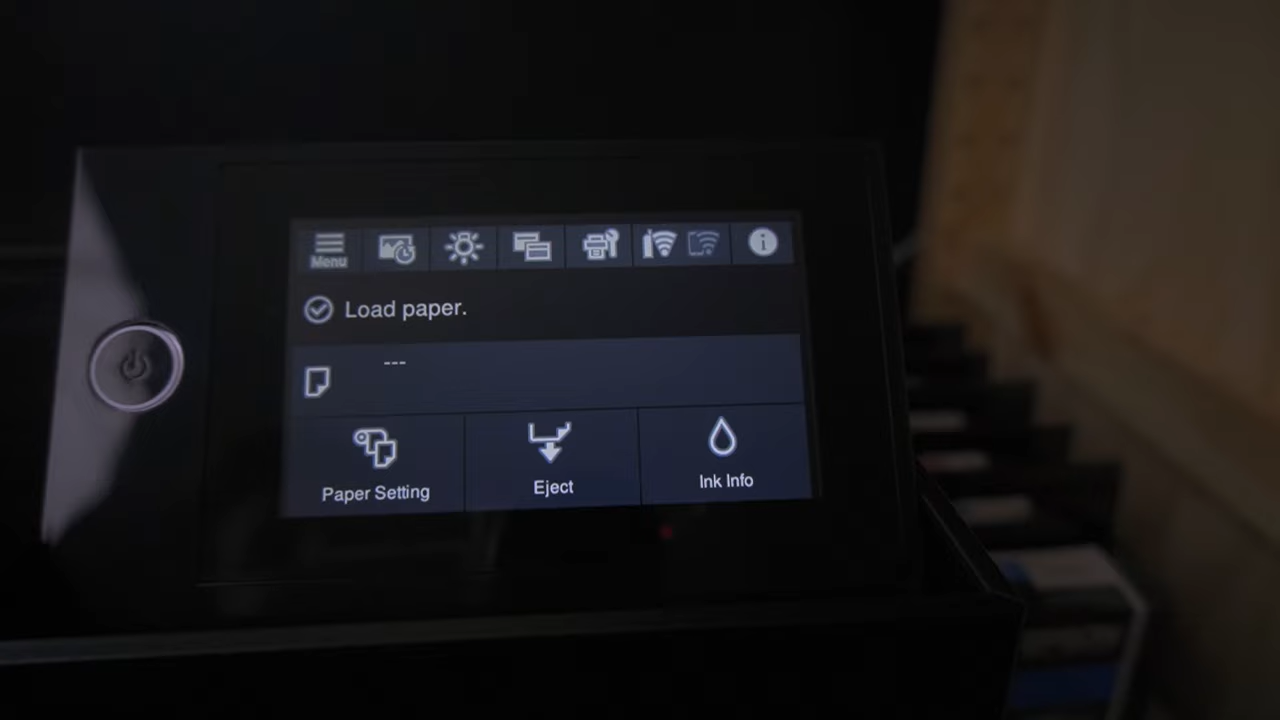 Menu
Load paper.
---
Paper Setting
Eject
Ink Info